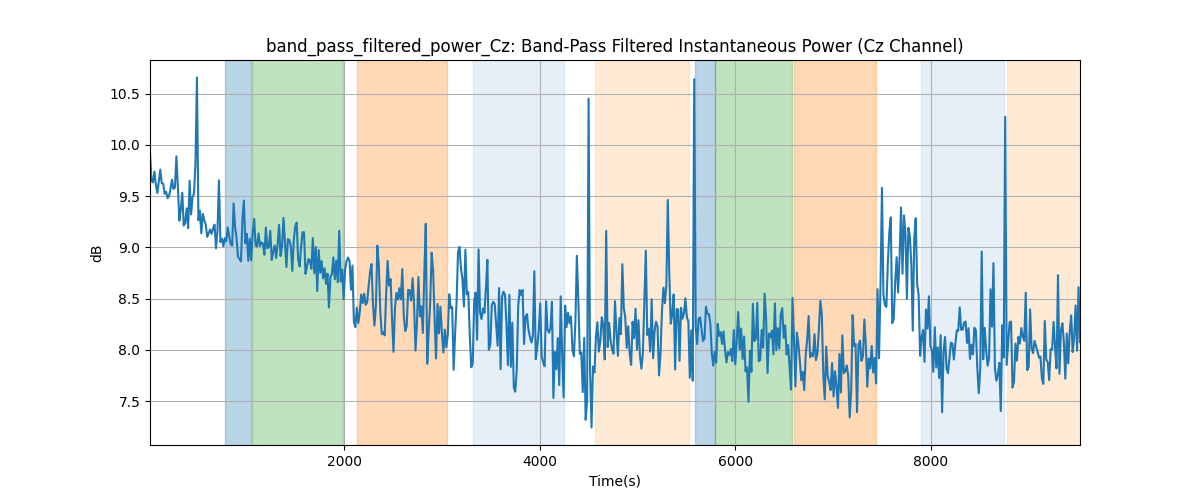 band_pass_filtered_power_Cz: Band-Pass Filtered Instantaneous Power (Cz Channel)
10.5
10.0
9.5
9.0
8.5
8.0
7.5
dB
2000 4000 6000 8000
Time(s)